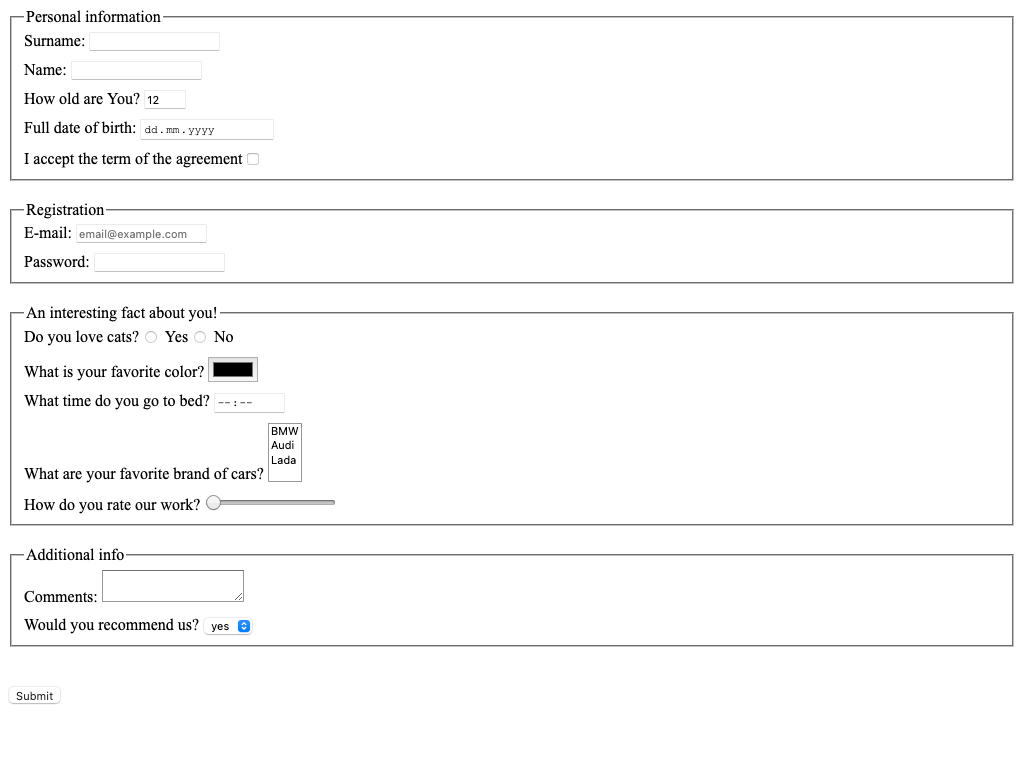 Personal information
Surname:
Name:
How old are You? 12
Full date of birth: dd.mm.yyyy
I accept the term of the agreement
Registration
E-mail: email@example.com
Password:
An interesting fact about you!
Do you love cats? Yes No
What is your favorite color?
What time do you go to bed? --:--
BMW
Audi
Lada
What are your favorite brand of cars?
How do you rate our work?
Additional info
Comments:
Would you recommend us? yes
Submit